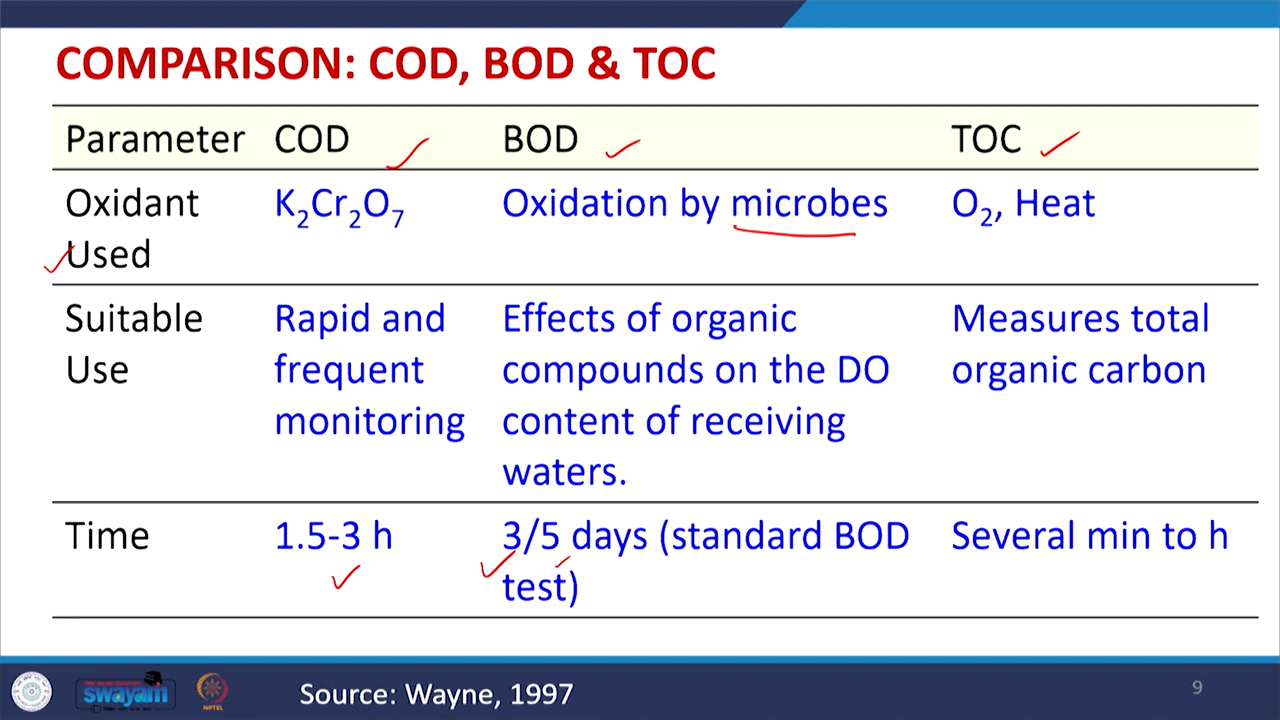 COMPARISON: COD, BOD & TOC
Parameter COD BOD TOC
Oxidant Used K2Cr2O7 Oxidation by microbes O2, Heat
Suitable Use Rapid and frequent monitoring Effects of organic compounds on the DO content of receiving waters. Measures total organic carbon
Time 1.5-3 h 3/5 days (standard BOD test) Several min to h
swayam
NPTEL
Source: Wayne, 1997
9